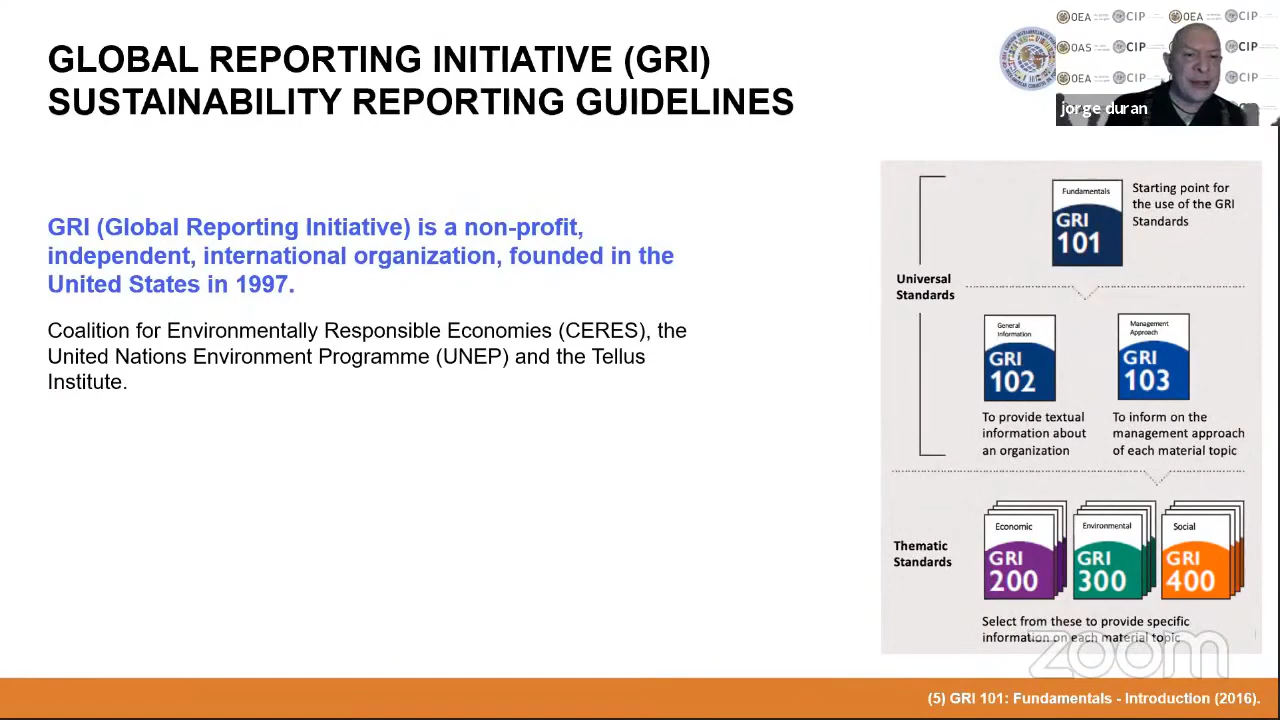 GLOBAL REPORTING INITIATIVE (GRI)
SUSTAINABILITY REPORTING GUIDELINES
OEA CIP OEA CIP
OAS CIP CIP
OEA CIP CIP
jorge duran
GRI (Global Reporting Initiative) is a non-profit,
independent, international organization, founded in the
United States in 1997.
Coalition for Environmentally Responsible Economies (CERES), the
United Nations Environment Programme (UNEP) and the Tellus
Institute.
Fundamentals
GRI
101
Starting point for
the use of the GRI
Standards
Universal
Standards
General
Information
GRI
102
Management
Approach
GRI
103
To provide textual
information about
an organization
To inform on the
management approach
of each material topic
Thematic
Standards
Economic
GRI
200
Environmental
GRI
300
Social
GRI
400
Select from these to provide specific
information on each material topic.
zoom
(5) GRI 101: Fundamentals - Introduction (2016).